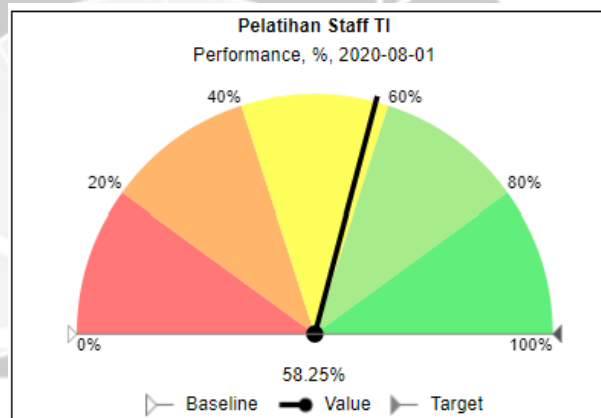 Pelatihan Staff TI
Performance, %, 2020-08-01
40% 60%
20% 80%
0% 100%
58.25%
Baseline Value Target